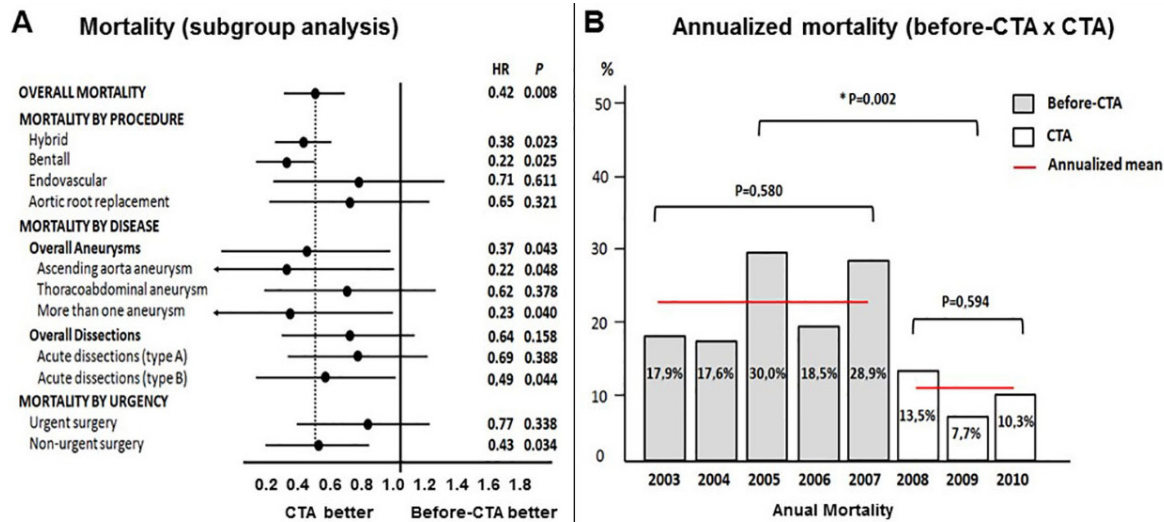 A Mortality (subgroup analysis)
HR P
OVERALL MORTALITY 0.42 0.008
MORTALITY BY PROCEDURE
Hybrid 0.38 0.023
Bentall 0.22 0.025
Endovascular 0.71 0.611
Aortic root replacement 0.65 0.321
MORTALITY BY DISEASE
Overall Aneurysms 0.37 0.043
Ascending aorta aneurysm 0.22 0.048
Thoracoabdominal aneurysm 0.62 0.378
More than one aneurysm 0.23 0.040
Overall Dissections 0.64 0.158
Acute dissections (type A) 0.69 0.388
Acute dissections (type B) 0.49 0.044
MORTALITY BY URGENCY
Urgent surgery 0.77 0.338
Non-urgent surgery 0.43 0.034
0.2 0.4 0.6 0.8 1.0 1.2 1.4 1.6 1.8
CTA better Before-CTA better
B Annualized mortality (before-CTA x CTA)
%
50
40
30
20
10
0
* P=0.002
P=0,580
P=0,594
Before-CTA
CTA
Annualized mean
17,9% 17,6% 30,0% 18,5% 28,9% 13,5% 7,7% 10,3%
2003 2004 2005 2006 2007 2008 2009 2010
Anual Mortality